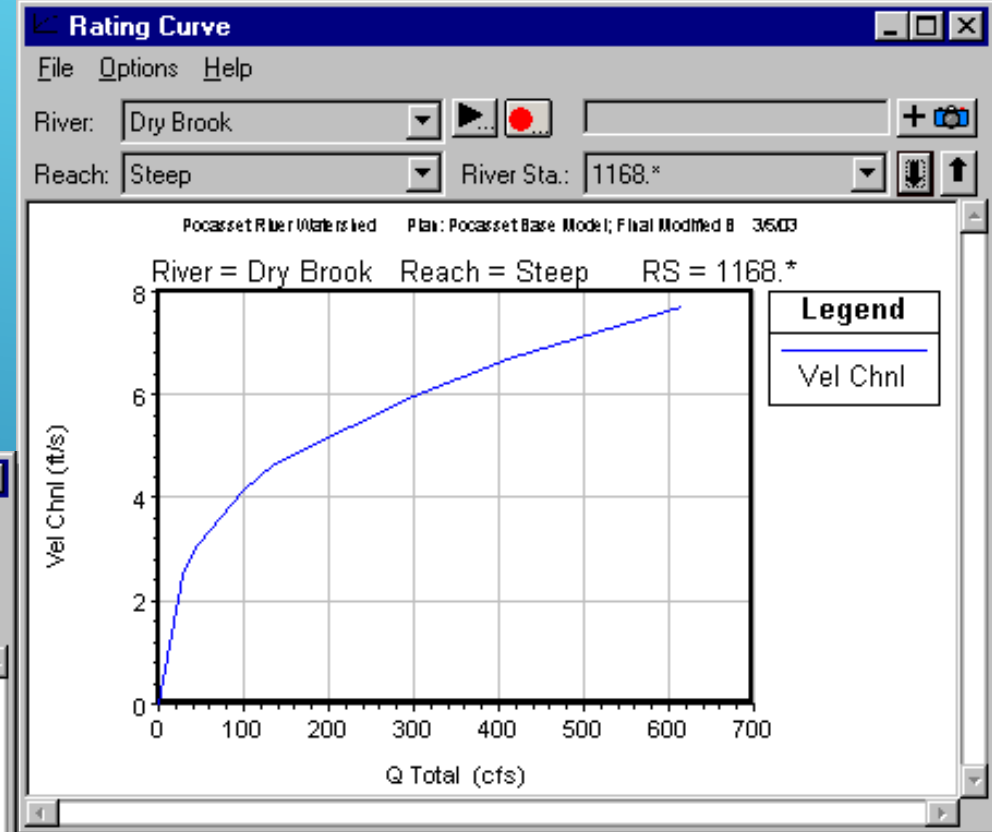 Rating Curve
File Options Help
River: Dry Brook
Reach: Steep River Sta.: 1168.*
Pocasset River Watershed Plan: Pocasset Base Model; Final Modified B 3/5/03
River = Dry Brook Reach = Steep RS = 1168.*
Legend
Vel Chnl
Vel Chnl (ft/s)
8
6
4
2
0
0 100 200 300 400 500 600 700
Q Total (cfs)